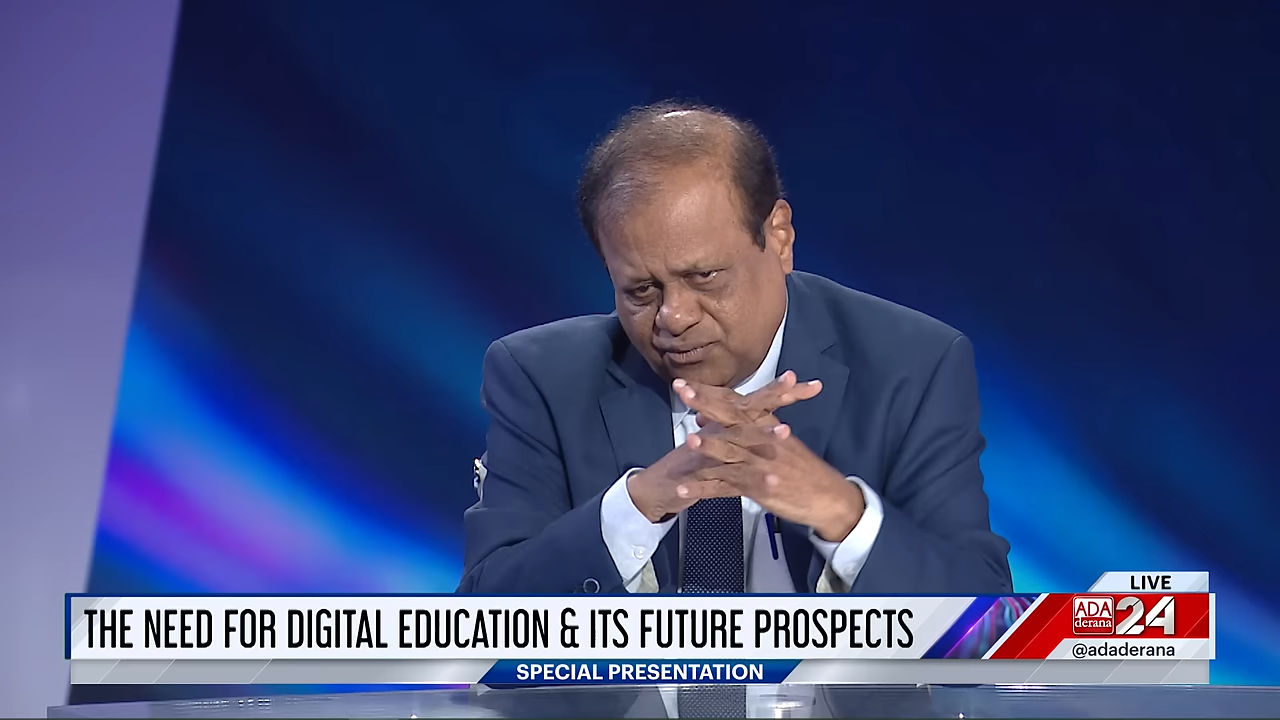 LIVE
THE NEED FOR DIGITAL EDUCATION & ITS FUTURE PROSPECTS
ADA
derana
24
@adaderana
SPECIAL PRESENTATION